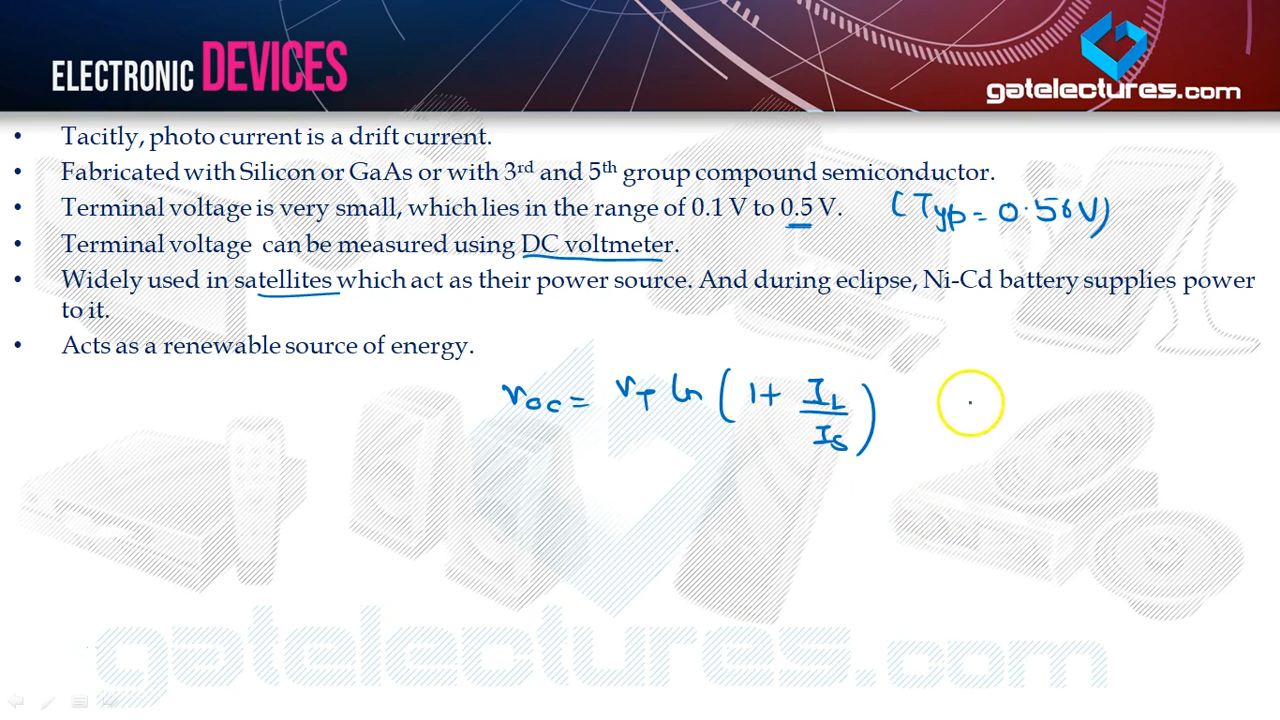 ELECTRONIC DEVICES
gatelectures.com
• Tacitly, photo current is a drift current.
• Fabricated with Silicon or GaAs or with 3rd and 5th group compound semiconductor.
• Terminal voltage is very small, which lies in the range of 0.1 V to 0.5 V. (Typ = 0.56V)
• Terminal voltage can be measured using DC voltmeter.
• Widely used in satellites which act as their power source. And during eclipse, Ni-Cd battery supplies power
to it.
• Acts as a renewable source of energy.
VOC = VT ln (1 + IL/IS)
gatelectures.com